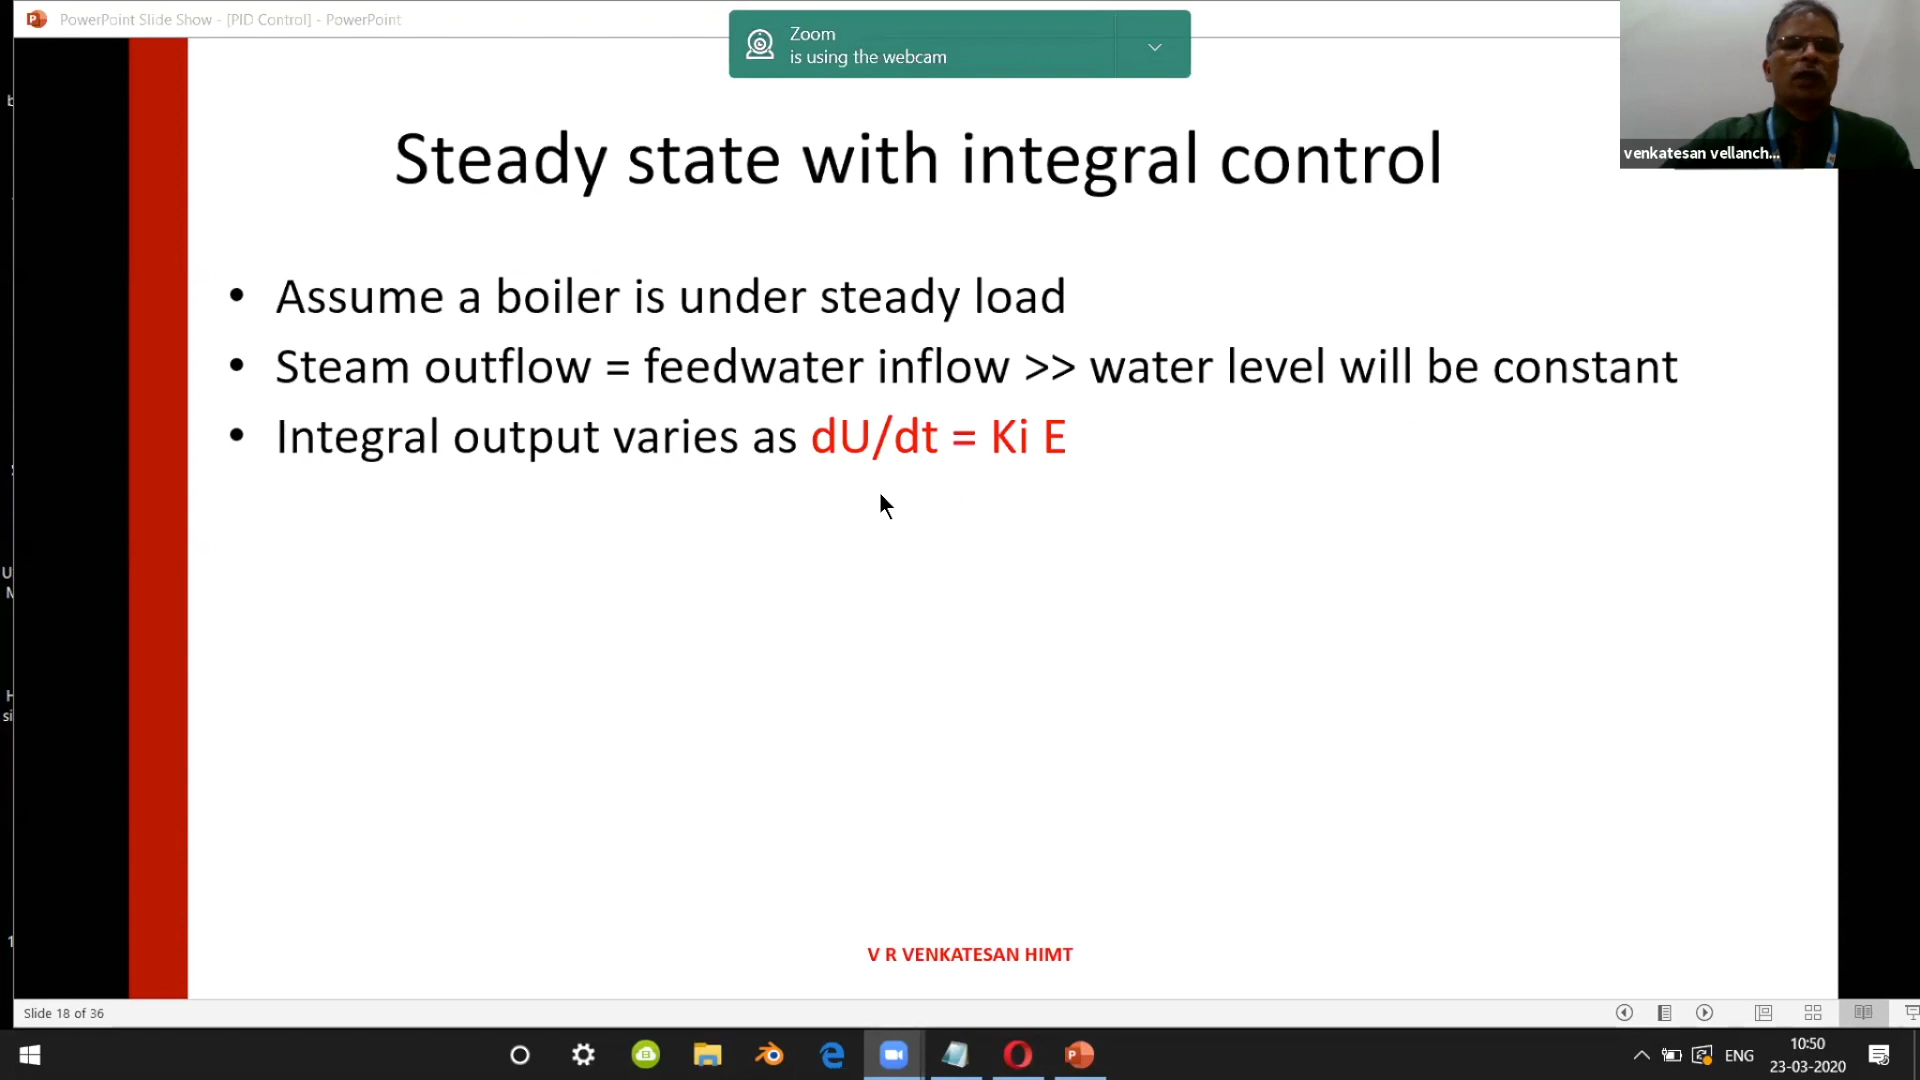 PowerPoint Slide Show - [PID Control] - PowerPoint
Zoom
is using the webcam
venkatesan vellanch...
Steady state with integral control
• Assume a boiler is under steady load
• Steam outflow = feedwater inflow >> water level will be constant
• Integral output varies as dU/dt = Ki E
V R VENKATESAN HIMT
Slide 18 of 36
ENG
10:50
23-03-2020